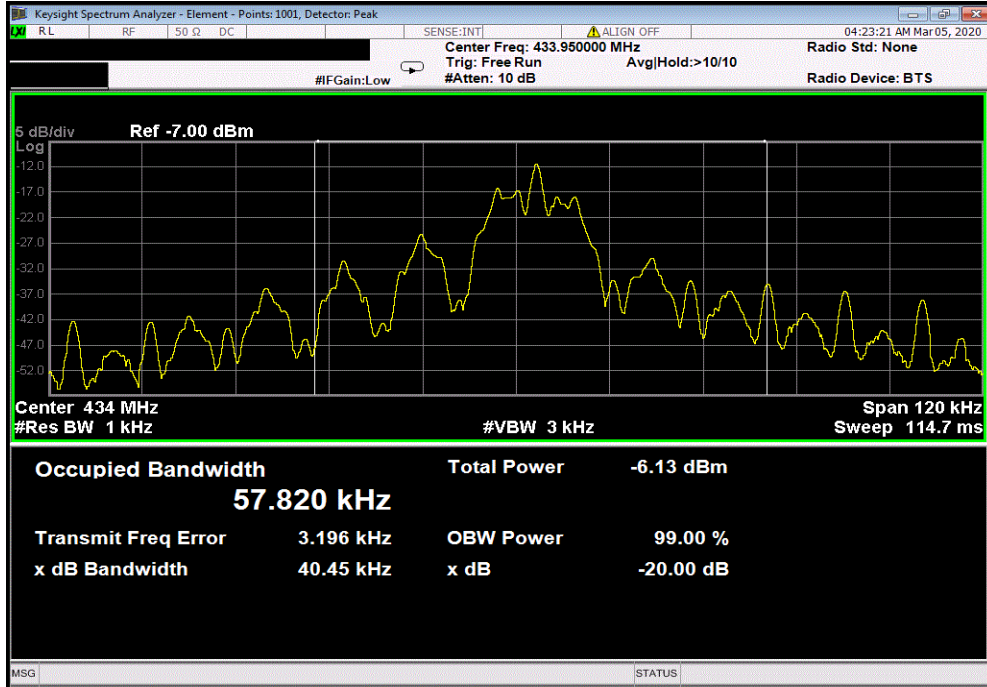 Keysight Spectrum Analyzer - Element - Points: 1001, Detector: Peak
LXI RL RF 50 Ω DC SENSE:INT ALIGN OFF 04:23:21 AM Mar 05, 2020
Center Freq: 433.950000 MHz Radio Std: None
Trig: Free Run Avg|Hold:>10/10
#IFGain:Low #Atten: 10 dB Radio Device: BTS
5 dB/div Ref -7.00 dBm
Log
-12.0
-17.0
-22.0
-27.0
-32.0
-37.0
-42.0
-47.0
-52.0
Center 434 MHz Span 120 kHz
#Res BW 1 kHz #VBW 3 kHz Sweep 114.7 ms
Occupied Bandwidth Total Power -6.13 dBm
57.820 kHz
Transmit Freq Error 3.196 kHz OBW Power 99.00 %
x dB Bandwidth 40.45 kHz x dB -20.00 dB
MSG STATUS